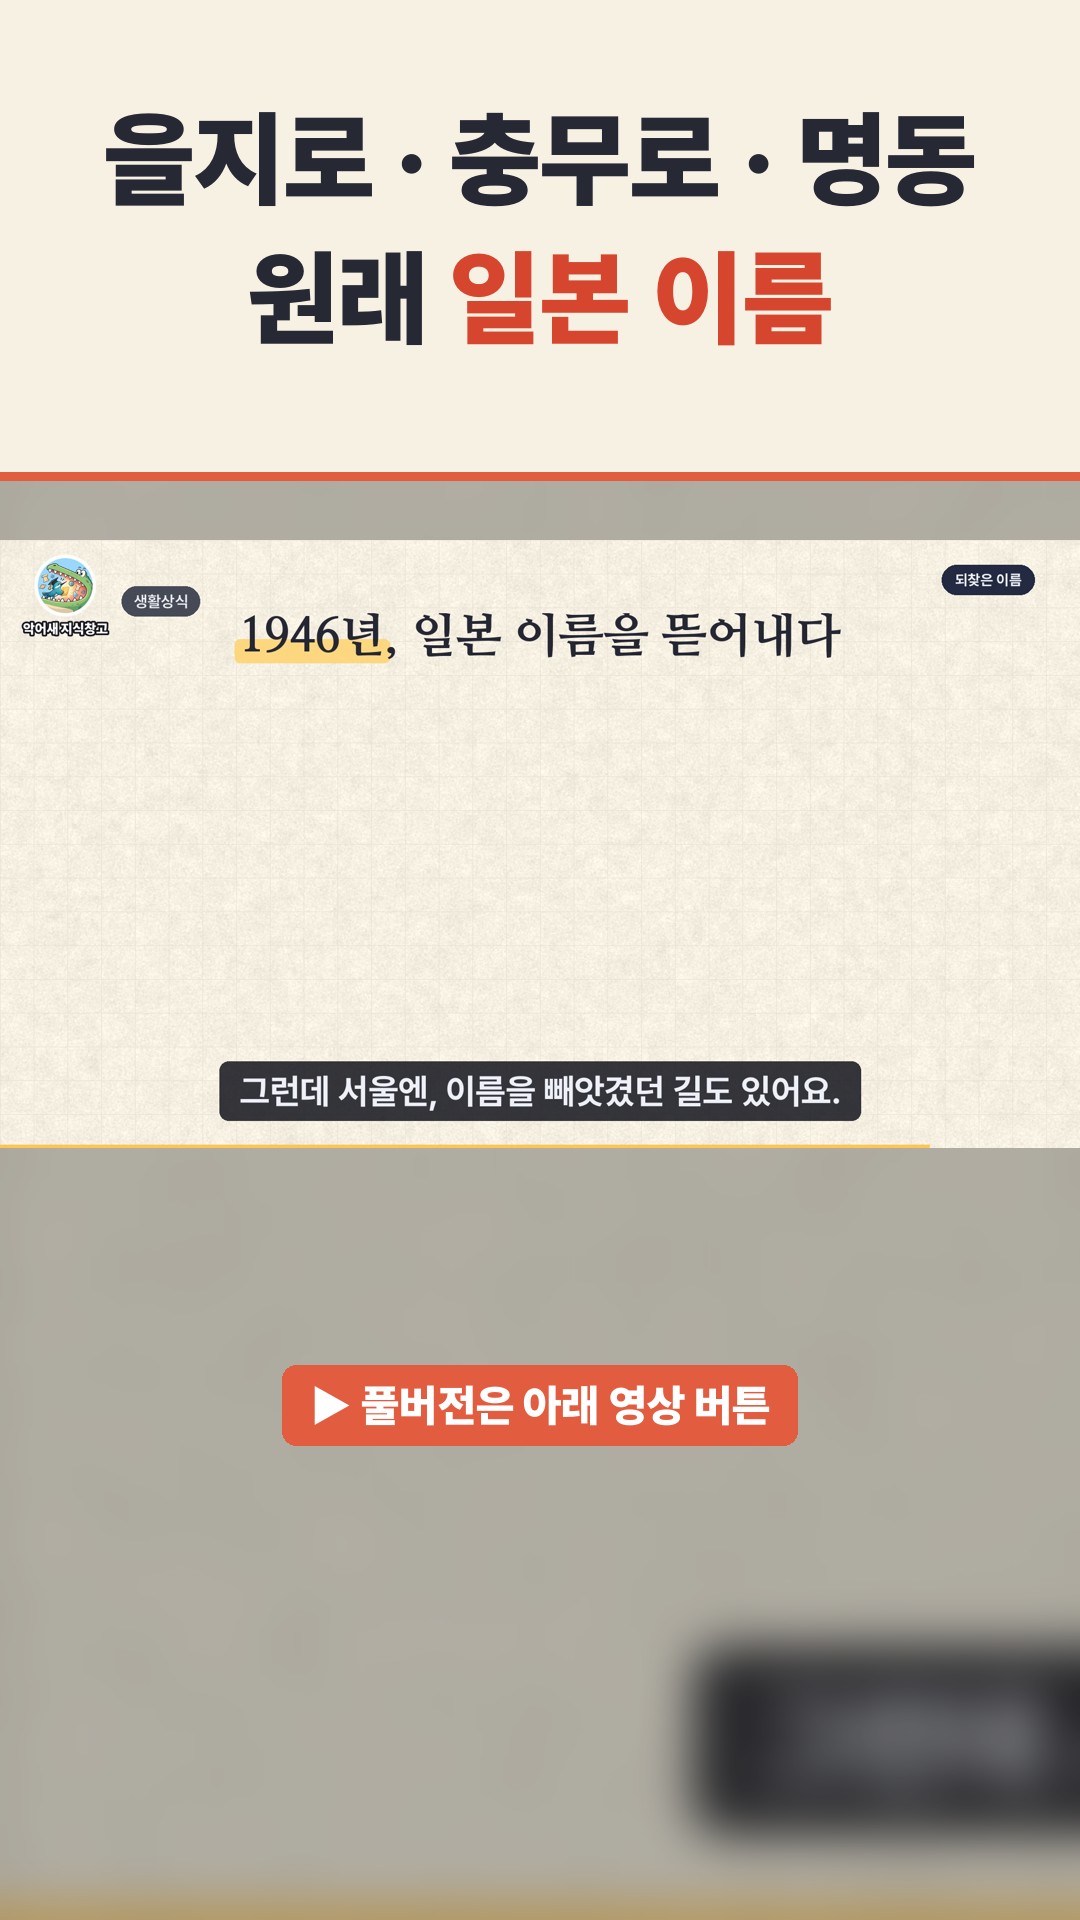 을지로 · 충무로 · 명동
원래 일본 이름
악어새 지식창고
생활상식
되찾은 이름
1946년, 일본 이름을 뜯어내다
그런데 서울엔, 이름을 빼앗겼던 길도 있어요.
▶ 풀버전은 아래 영상 버튼